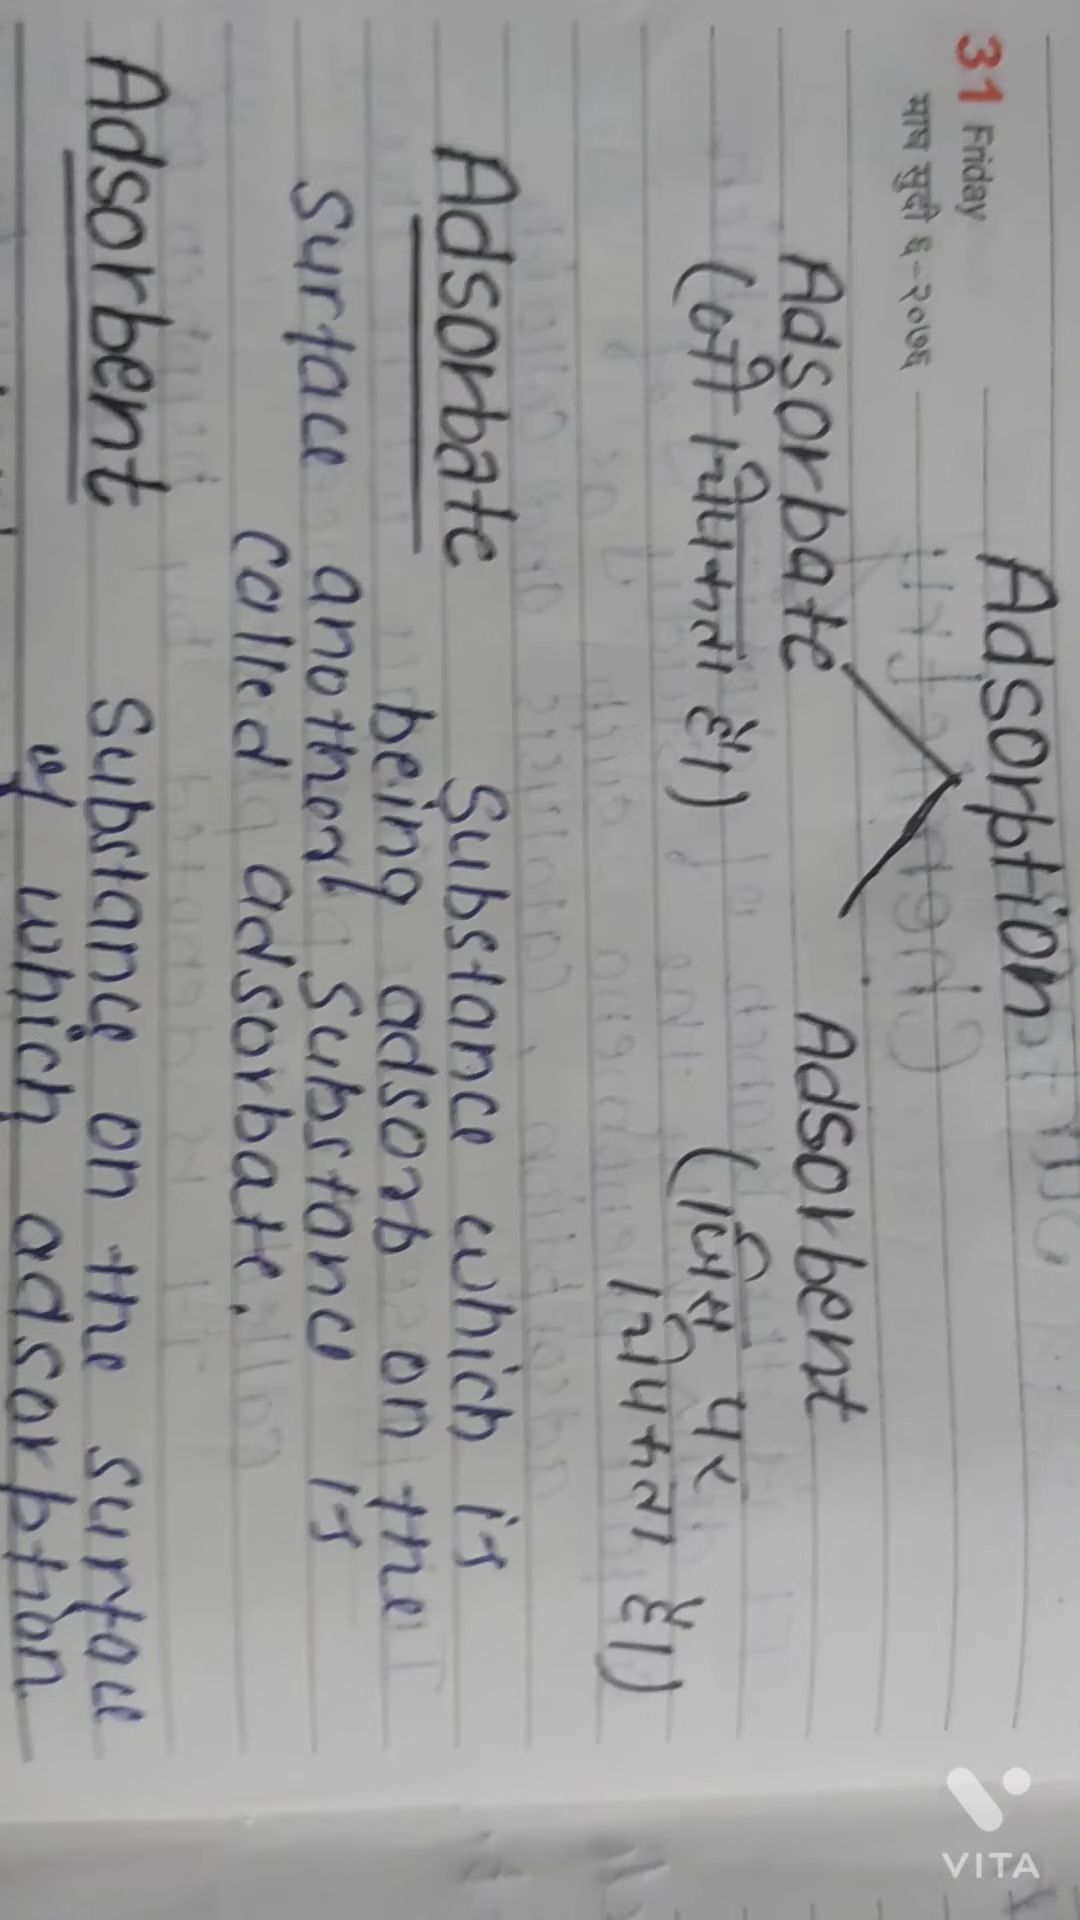 31 Friday
माघ सुदी ६-२०७६
Adsorption
Adsorbate Adsorbent
(जो चिपकता है।) (जिस पर
चिपकता है।)
Adsorbate Substance which is
being adsorb on the
surface another substance is
called adsorbate.
Adsorbent Substance on the surface
of which adsorption
VITA